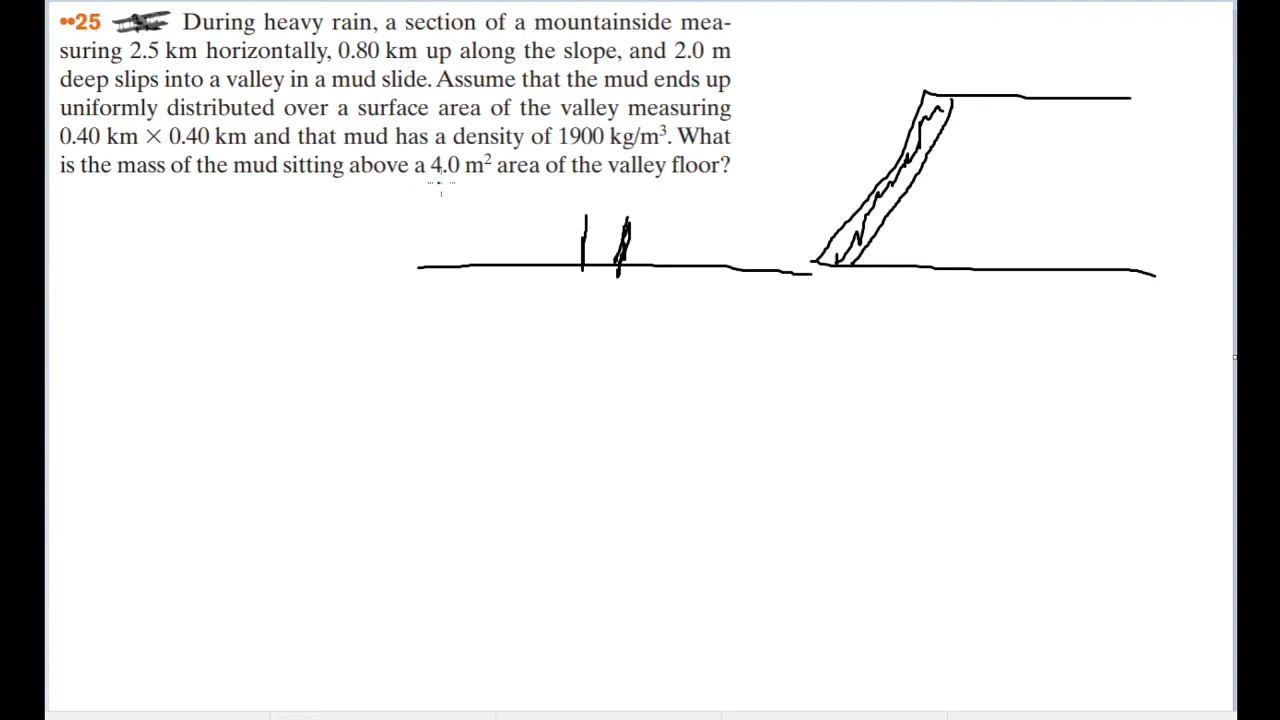 ••25 During heavy rain, a section of a mountainside mea-
suring 2.5 km horizontally, 0.80 km up along the slope, and 2.0 m
deep slips into a valley in a mud slide. Assume that the mud ends up
uniformly distributed over a surface area of the valley measuring
0.40 km × 0.40 km and that mud has a density of 1900 kg/m³. What
is the mass of the mud sitting above a 4.0 m² area of the valley floor?